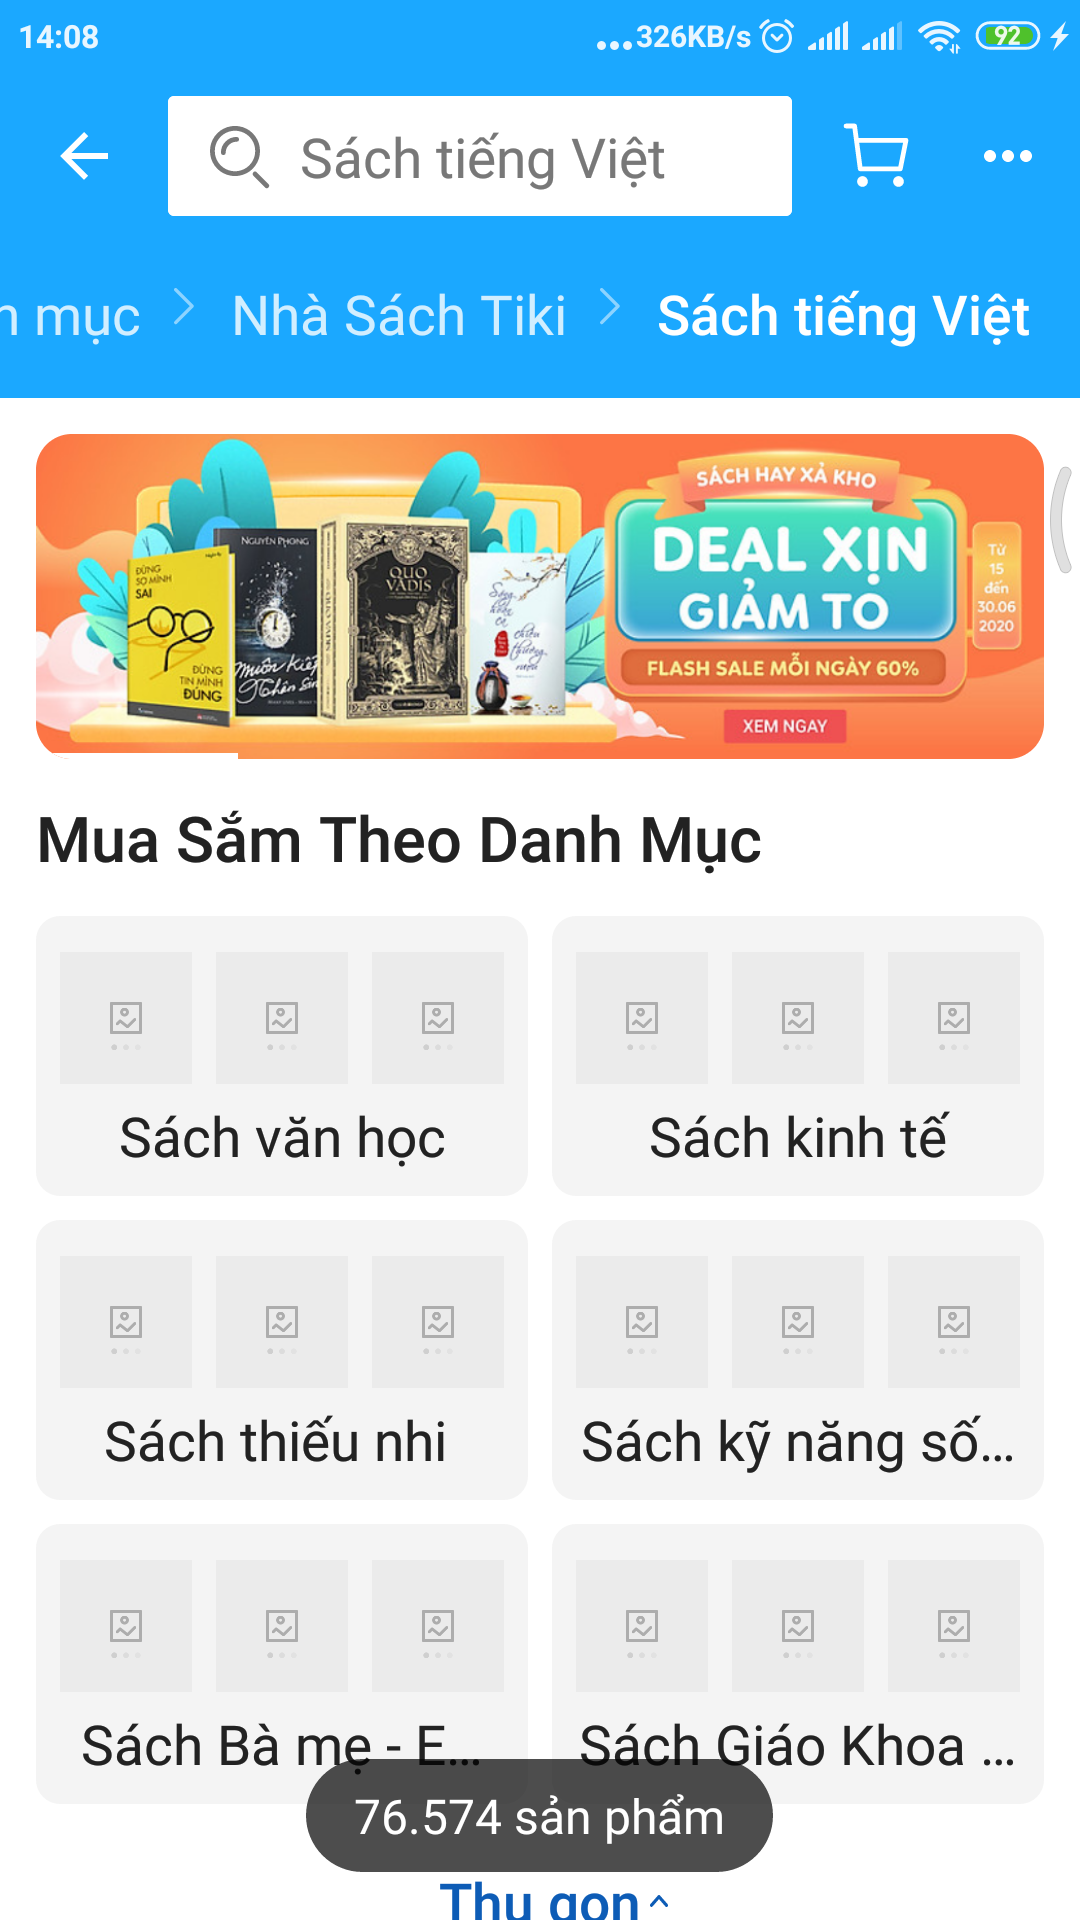 14:08
...326KB/s
92
Sách tiếng Việt
n mục
Nhà Sách Tiki
Sách tiếng Việt
ĐỪNG
SỢ MÌNH
SAI
ĐỪNG
TIN MÌNH
ĐÚNG
NGUYÊN PHONG
Muôn Kiếp
Nhân Sinh
QUO
VADIS
SÁCH HAY XẢ KHO
DEAL XỊN
GIẢM TO
FLASH SALE MỖI NGÀY 60%
XEM NGAY
Từ
15
đến
30.06
2020
Mua Sắm Theo Danh Mục
Sách văn học
Sách kinh tế
Sách thiếu nhi
Sách kỹ năng số...
Sách Bà mẹ - E...
Sách Giáo Khoa ...
76.574 sản phẩm
Thu gọn